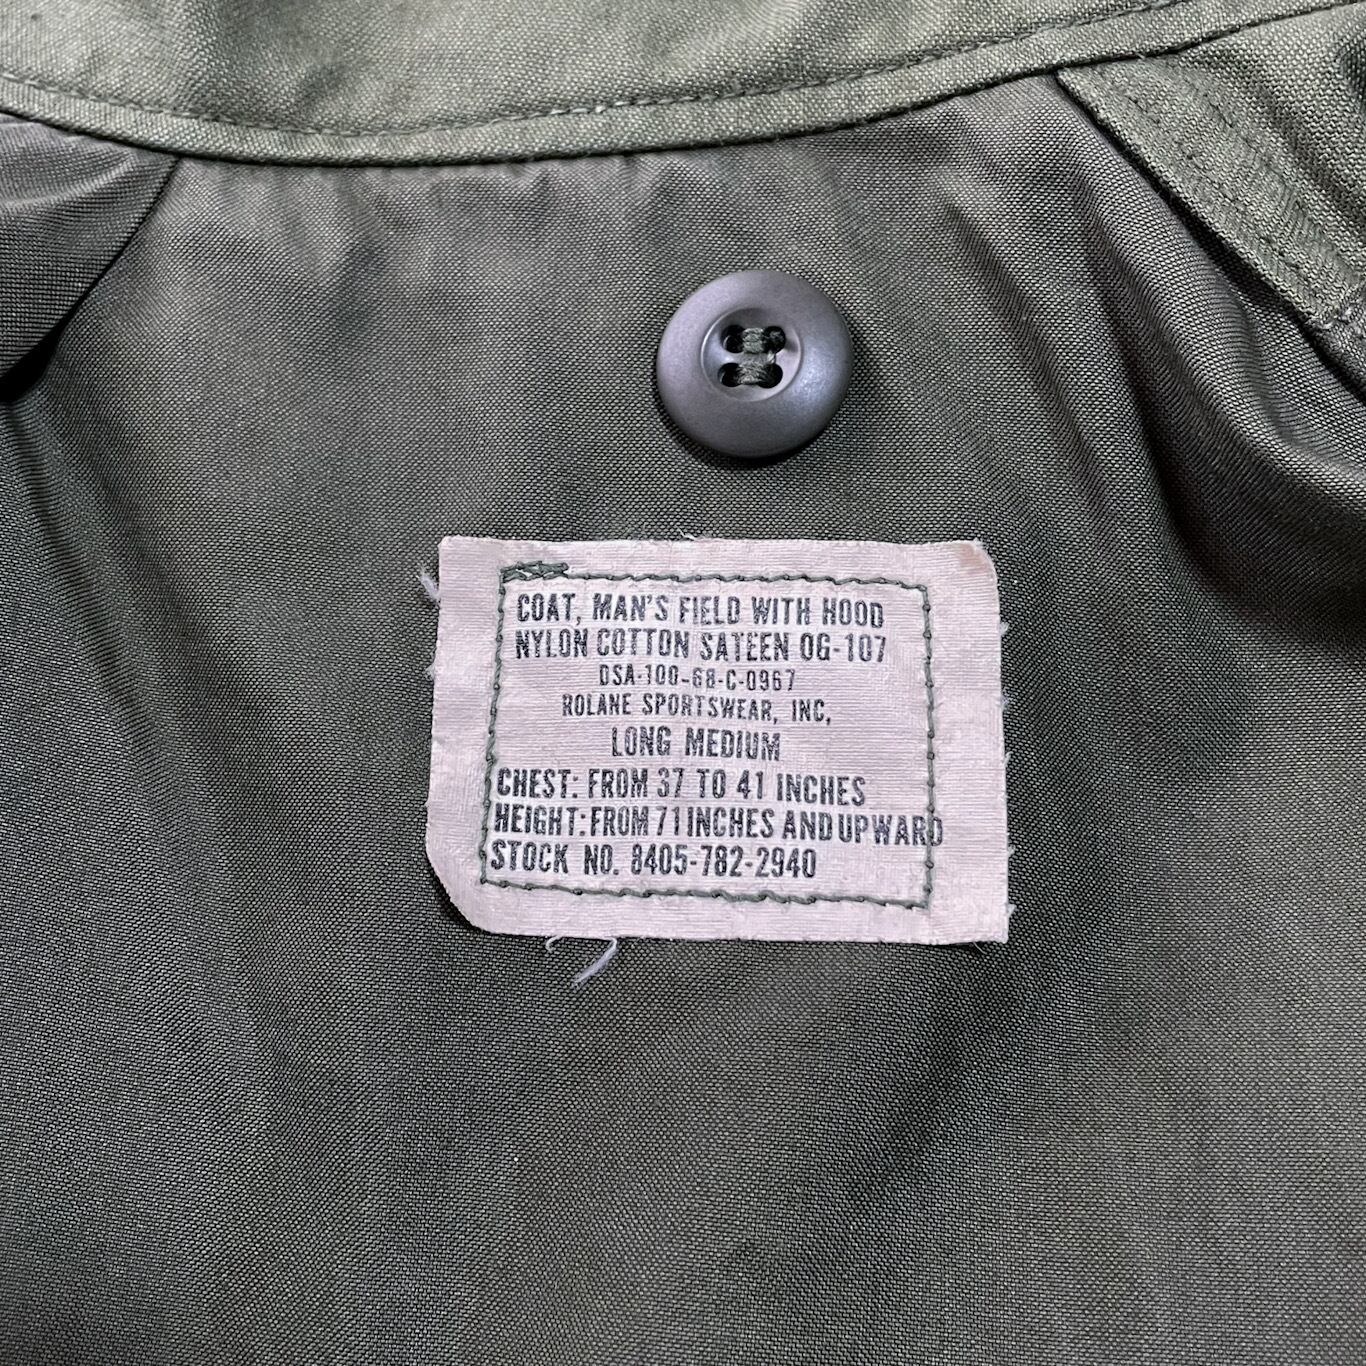 COAT, MAN'S FIELD WITH HOOD
NYLON COTTON SATEEN OG-107
DSA-100-68-C-0967
ROLANE SPORTSWEAR, INC,
LONG MEDIUM
CHEST: FROM 37 TO 41 INCHES
HEIGHT: FROM 71 INCHES AND UPWARD
STOCK NO. 8405-782-2940